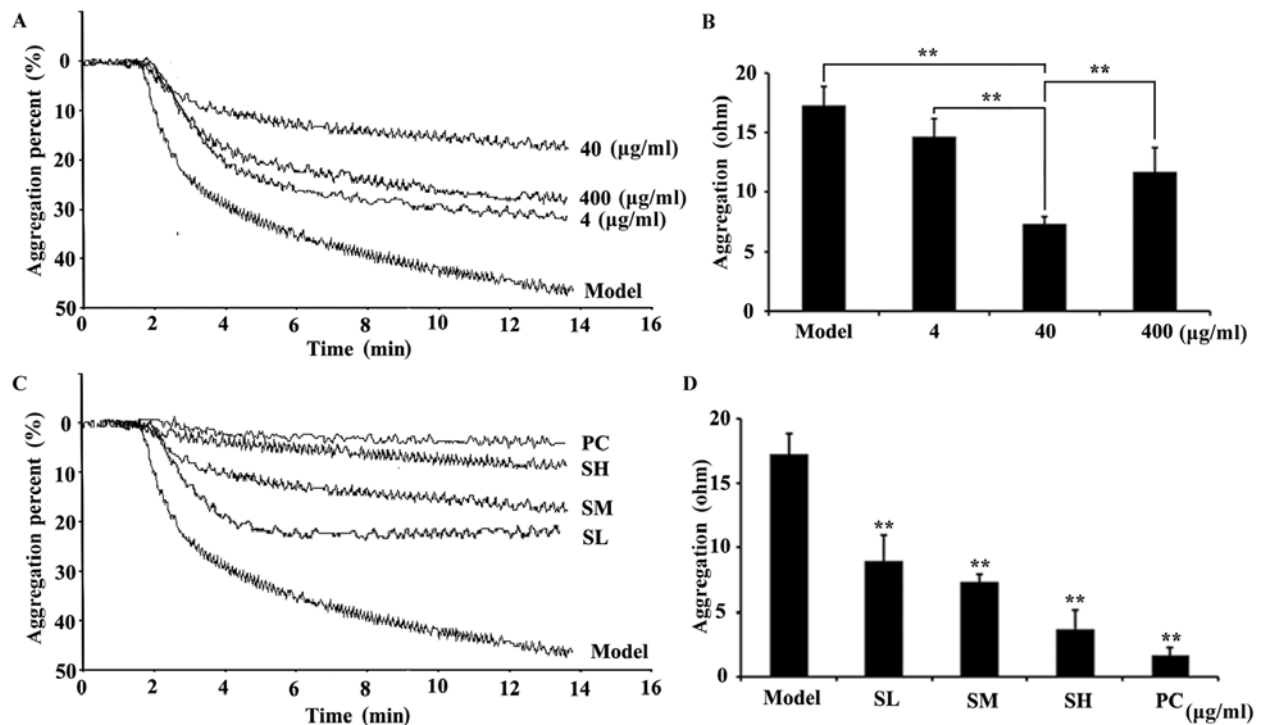 A
Aggregation percent (%)
0
10
20
30
40
50
40 (μg/ml)
400 (μg/ml)
4 (μg/ml)
Model
0 2 4 6 8 10 12 14 16
Time (min)
B
Aggregation (ohm)
20
15
10
5
0
**
**
**
Model 4 40 400 (μg/ml)
C
Aggregation percent (%)
0
10
20
30
40
50
PC
SH
SM
SL
Model
0 2 4 6 8 10 12 14 16
Time (min)
D
Aggregation (ohm)
20
15
10
5
0
**
**
**
**
Model SL SM SH PC (μg/ml)